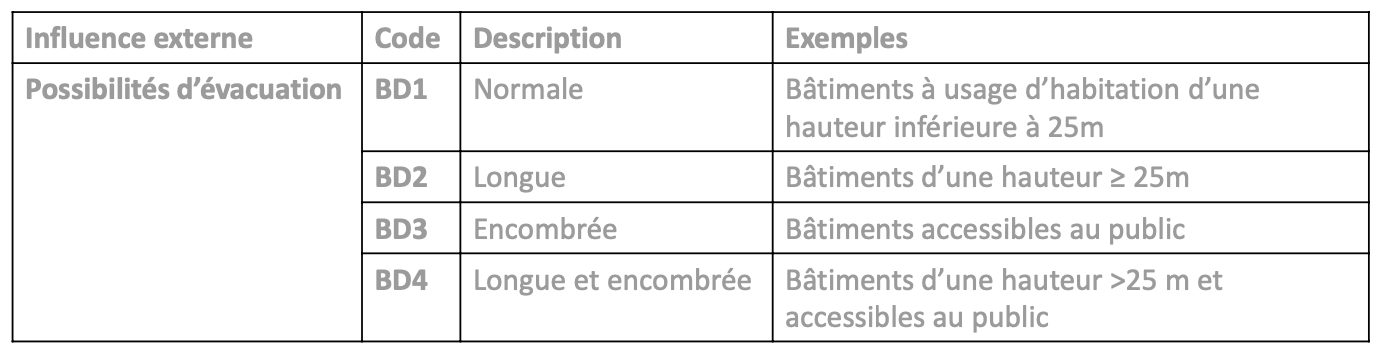 Influence externe Code Description Exemples
Possibilités d’évacuation BD1 Normale Bâtiments à usage d’habitation d’une
hauteur inférieure à 25m
BD2 Longue Bâtiments d’une hauteur ≥ 25m
BD3 Encombrée Bâtiments accessibles au public
BD4 Longue et encombrée Bâtiments d’une hauteur >25 m et
accessibles au public